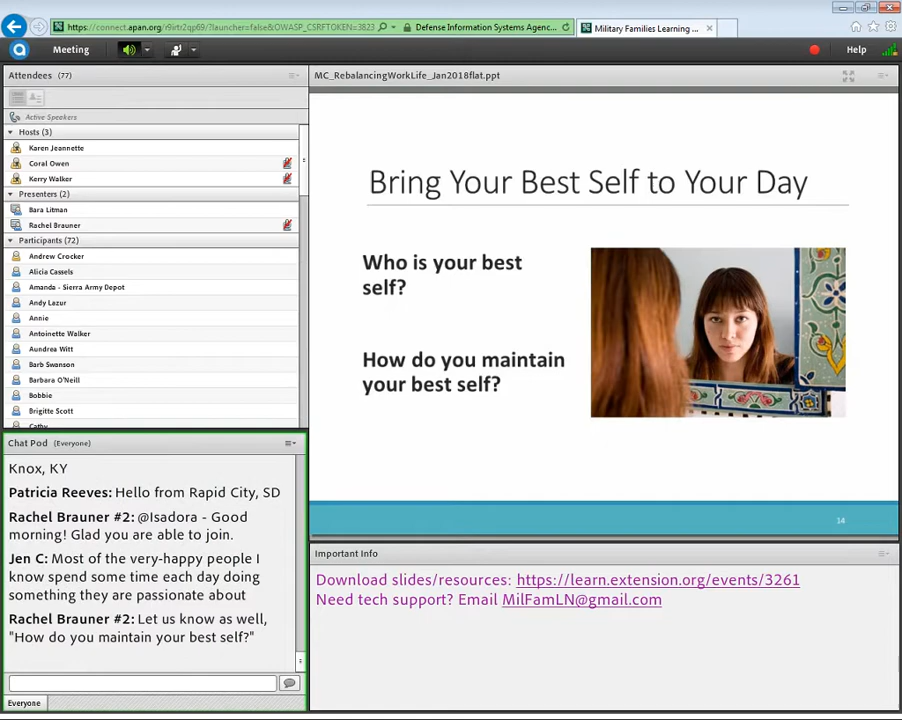 https://connect.apan.org/r9irtr2qp69/?launcher=false&OWASP_CSRFTOKEN=3823
Defense Information Systems Agenc...
Military Families Learning ...
Meeting
Help
Attendees (77)
Active Speakers
Hosts (3)
Karen Jeannette
Coral Owen
Kerry Walker
Presenters (2)
Bara Litman
Rachel Brauner
Participants (72)
Andrew Crocker
Alicia Cassels
Amanda - Sierra Army Depot
Andy Lazur
Annie
Antoinette Walker
Aundrea Witt
Barb Swanson
Barbara O'Neill
Bobbie
Brigitte Scott
Cathy
Chat Pod (Everyone)
Knox, KY
Patricia Reeves: Hello from Rapid City, SD
Rachel Brauner #2: @Isadora - Good
morning! Glad you are able to join.
Jen C: Most of the very-happy people I
know spend some time each day doing
something they are passionate about
Rachel Brauner #2: Let us know as well,
"How do you maintain your best self?"
Everyone
MC_RebalancingWorkLife_Jan2018flat.ppt
Bring Your Best Self to Your Day
Who is your best
self?
How do you maintain
your best self?
14
Important Info
Download slides/resources: https://learn.extension.org/events/3261
Need tech support? Email MilFamLN@gmail.com